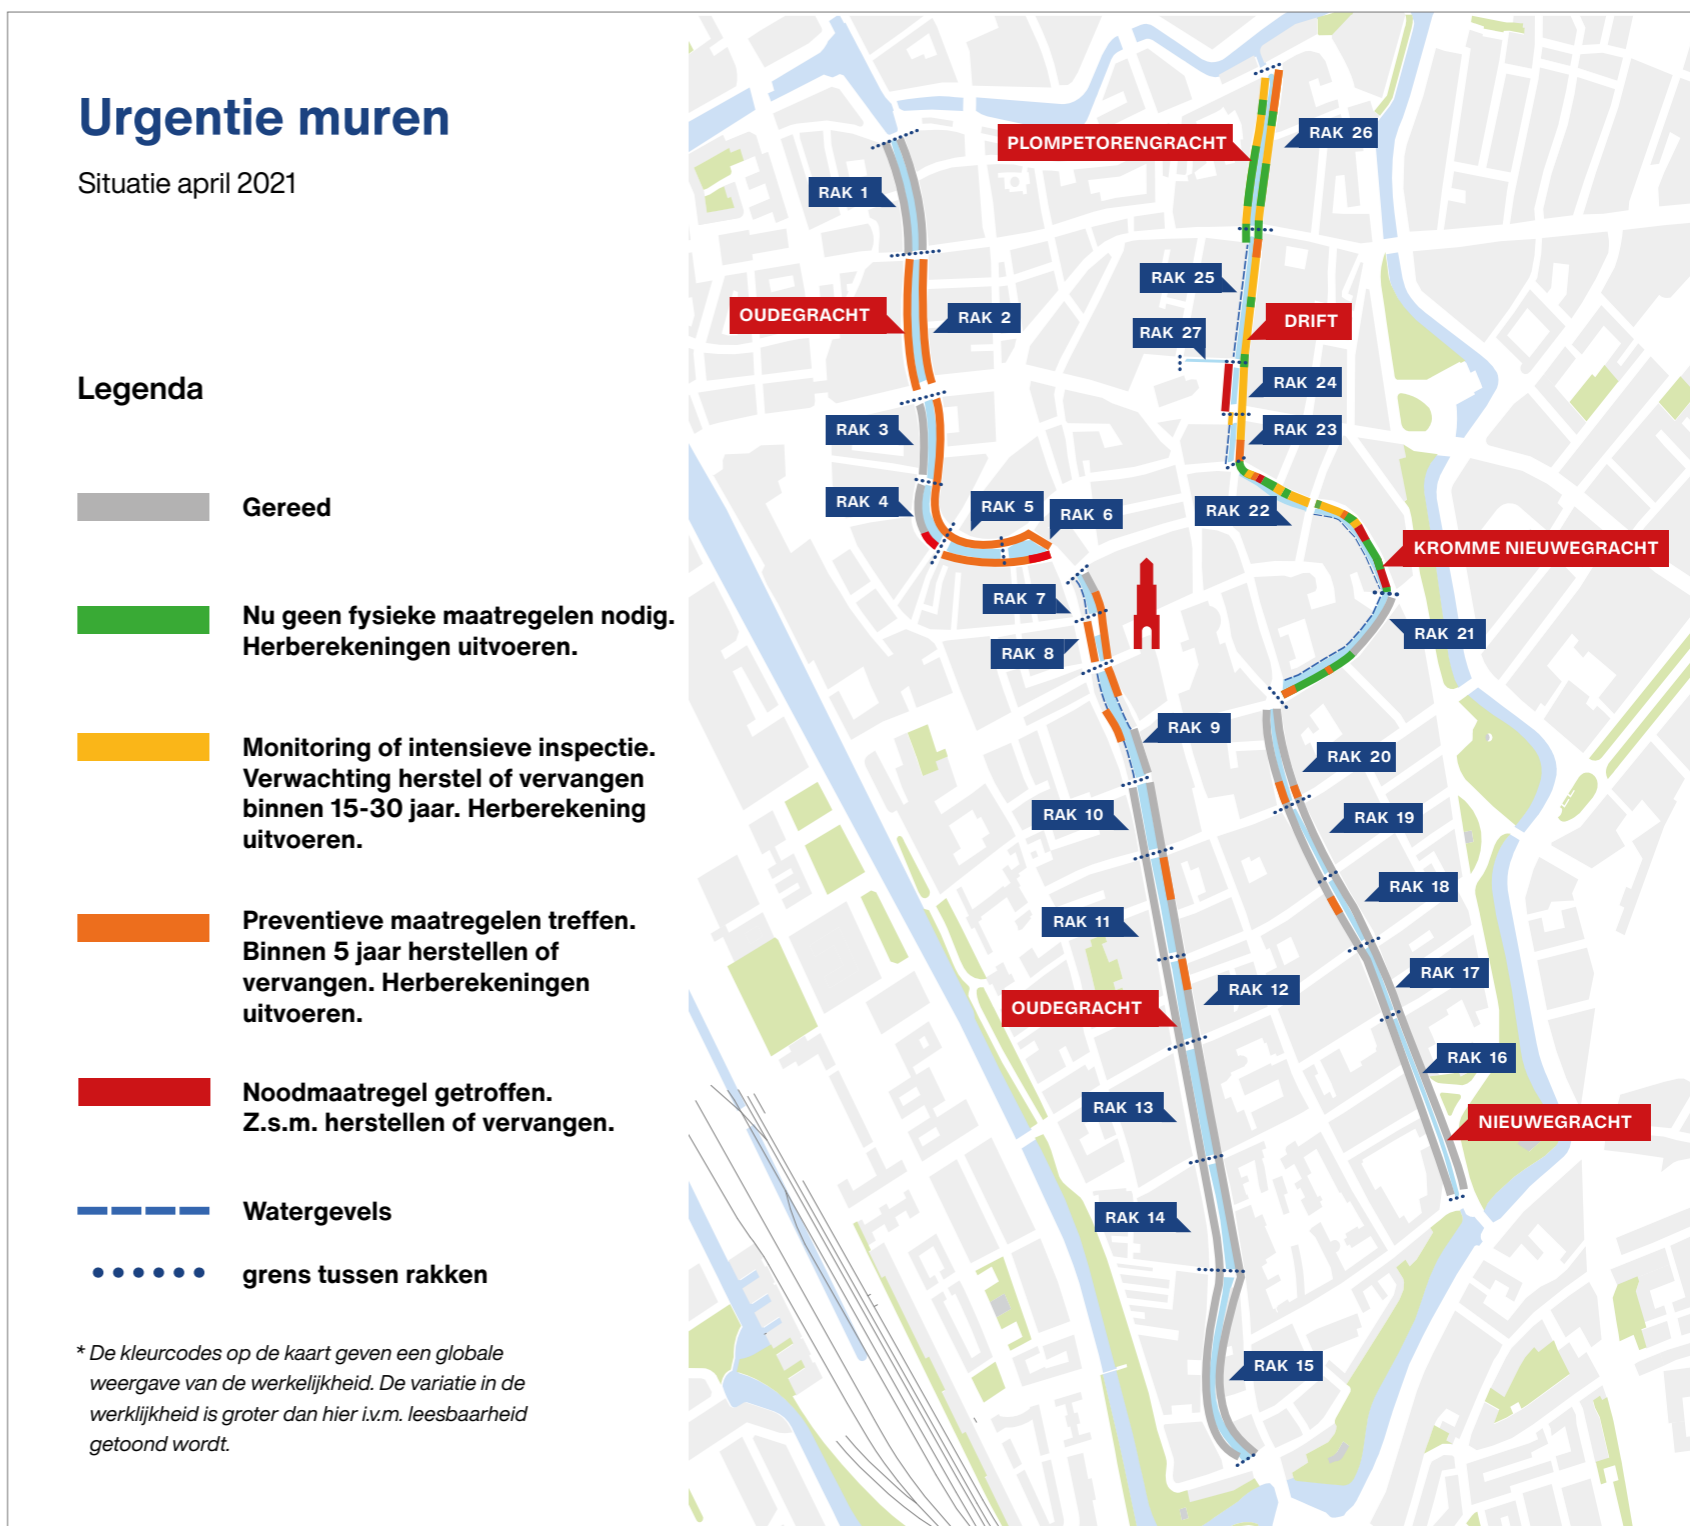 Urgentie muren
Situatie april 2021
Legenda
Gereed
Nu geen fysieke maatregelen nodig.
Herberekeningen uitvoeren.
Monitoring of intensieve inspectie.
Verwachting herstel of vervangen
binnen 15-30 jaar. Herberekening
uitvoeren.
Preventieve maatregelen treffen.
Binnen 5 jaar herstellen of
vervangen. Herberekeningen
uitvoeren.
Noodmaatregel getroffen.
Z.s.m. herstellen of vervangen.
Watergevels
grens tussen rakken
* De kleurcodes op de kaart geven een globale
weergave van de werkelijkheid. De variatie in de
werklijkheid is groter dan hier i.v.m. leesbaarheid
getoond wordt.
RAK 26
PLOMPETORENGRACHT
RAK 1
RAK 25
OUDEGRACHT
RAK 2
DRIFT
RAK 27
RAK 24
RAK 3
RAK 23
RAK 4
RAK 5
RAK 6
RAK 22
KROMME NIEUWEGRACHT
RAK 7
RAK 21
RAK 8
RAK 9
RAK 20
RAK 10
RAK 19
RAK 18
RAK 11
RAK 17
RAK 12
OUDEGRACHT
RAK 16
RAK 13
NIEUWEGRACHT
RAK 14
RAK 15